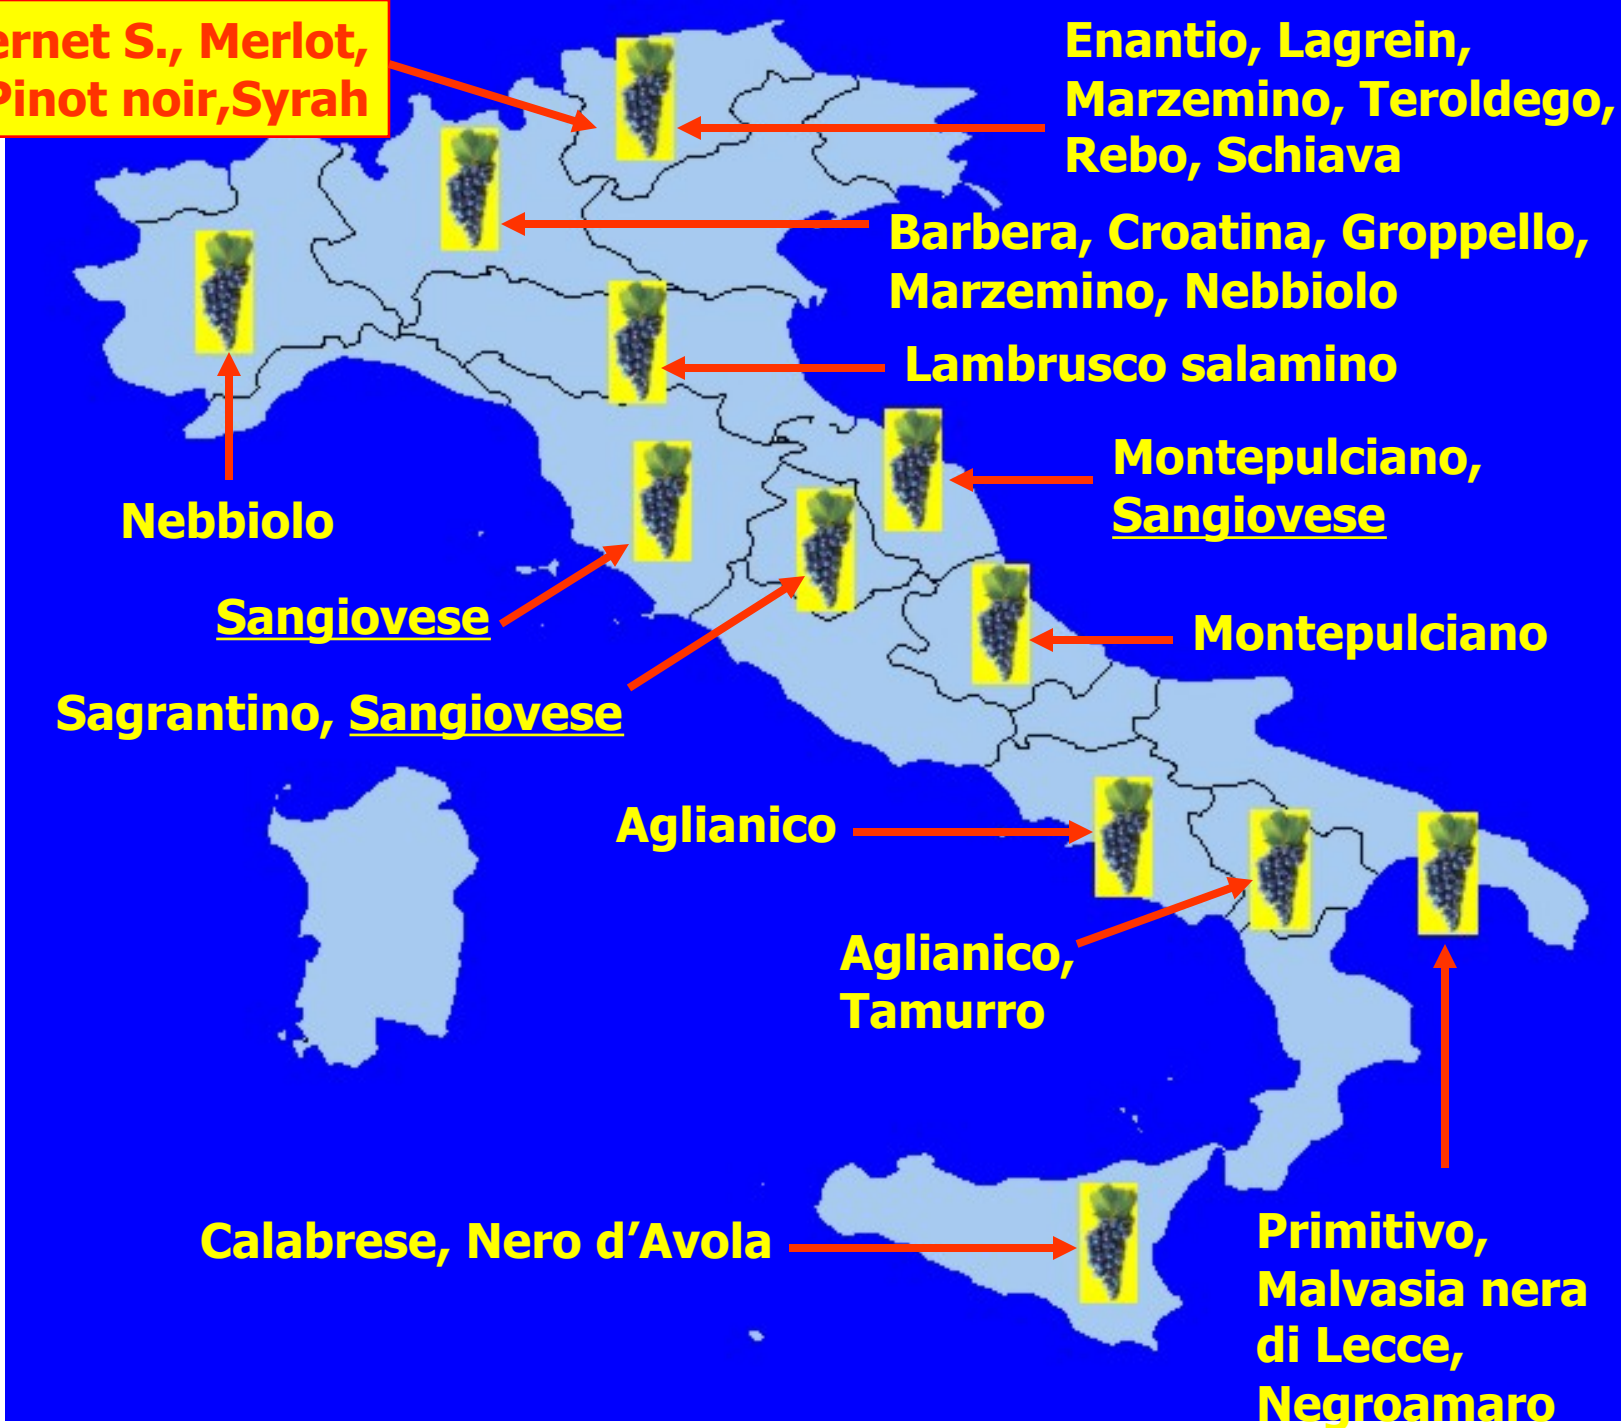 ernet S., Merlot,
Pinot noir,Syrah
Enantio, Lagrein,
Marzemino, Teroldego,
Rebo, Schiava
Barbera, Croatina, Groppello,
Marzemino, Nebbiolo
Lambrusco salamino
Montepulciano,
Sangiovese
Nebbiolo
Sangiovese
Montepulciano
Sagrantino, Sangiovese
Aglianico
Aglianico,
Tamurro
Calabrese, Nero d’Avola
Primitivo,
Malvasia nera
di Lecce,
Negroamaro